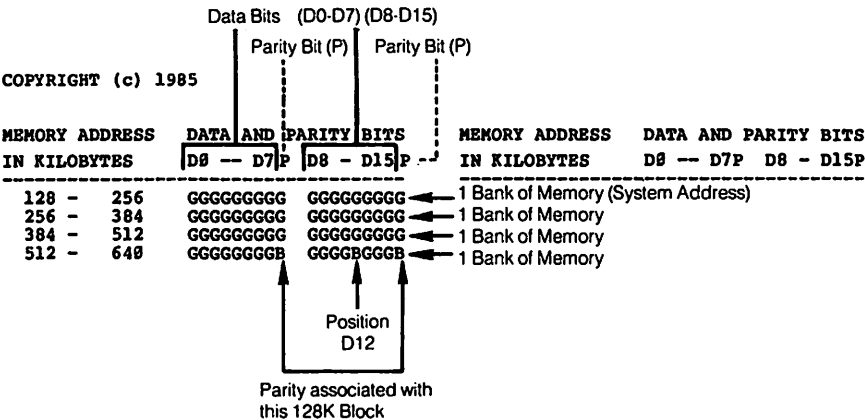 Data Bits (D0-D7) (D8-D15)
Parity Bit (P) Parity Bit (P)
COPYRIGHT (c) 1985
MEMORY ADDRESS DATA AND PARITY BITS MEMORY ADDRESS DATA AND PARITY BITS
IN KILOBYTES D0 -- D7 P D8 - D15 P IN KILOBYTES D0 -- D7P D8 - D15P
128 - 256 GGGGGGGGG GGGGGGGGG 1 Bank of Memory (System Address)
256 - 384 GGGGGGGGG GGGGGGGGG 1 Bank of Memory
384 - 512 GGGGGGGGG GGGGGGGGG 1 Bank of Memory
512 - 640 GGGGGGGGB GGGGBGGGB 1 Bank of Memory
Position
D12
Parity associated with
this 128K Block